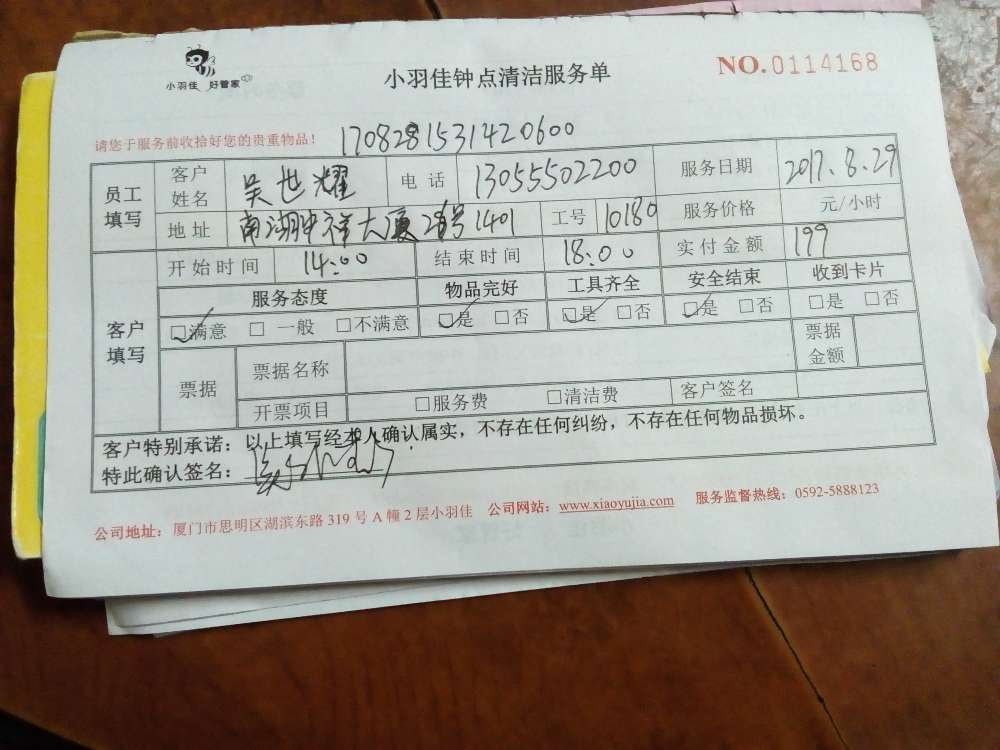 小羽佳 好管家
小羽佳钟点清洁服务单
NO.0114168
请您于服务前收拾好您的贵重物品！ 1708281531420600
员工填写 客户姓名 吴世耀 电话 13055502200 服务日期 2017.8.29
地址 南湖中祥大厦 号1401 工号 10180 服务价格 元/小时
客户填写 开始时间 14:00 结束时间 18:00 实付金额 199
服务态度 物品完好 工具齐全 安全结束 收到卡片
☑满意 □一般 □不满意 ☑是 □否 ☑是 □否 ☑是 □否 □是 □否
票据 票据名称 票据金额
开票项目 □服务费 □清洁费 客户签名
客户特别承诺：以上填写经本人确认属实，不存在任何纠纷，不存在任何物品损坏。
特此确认签名：
公司地址：厦门市思明区湖滨东路 319 号 A 幢 2 层小羽佳 公司网站：www.xiaoyujia.com 服务监督热线：0592-5888123